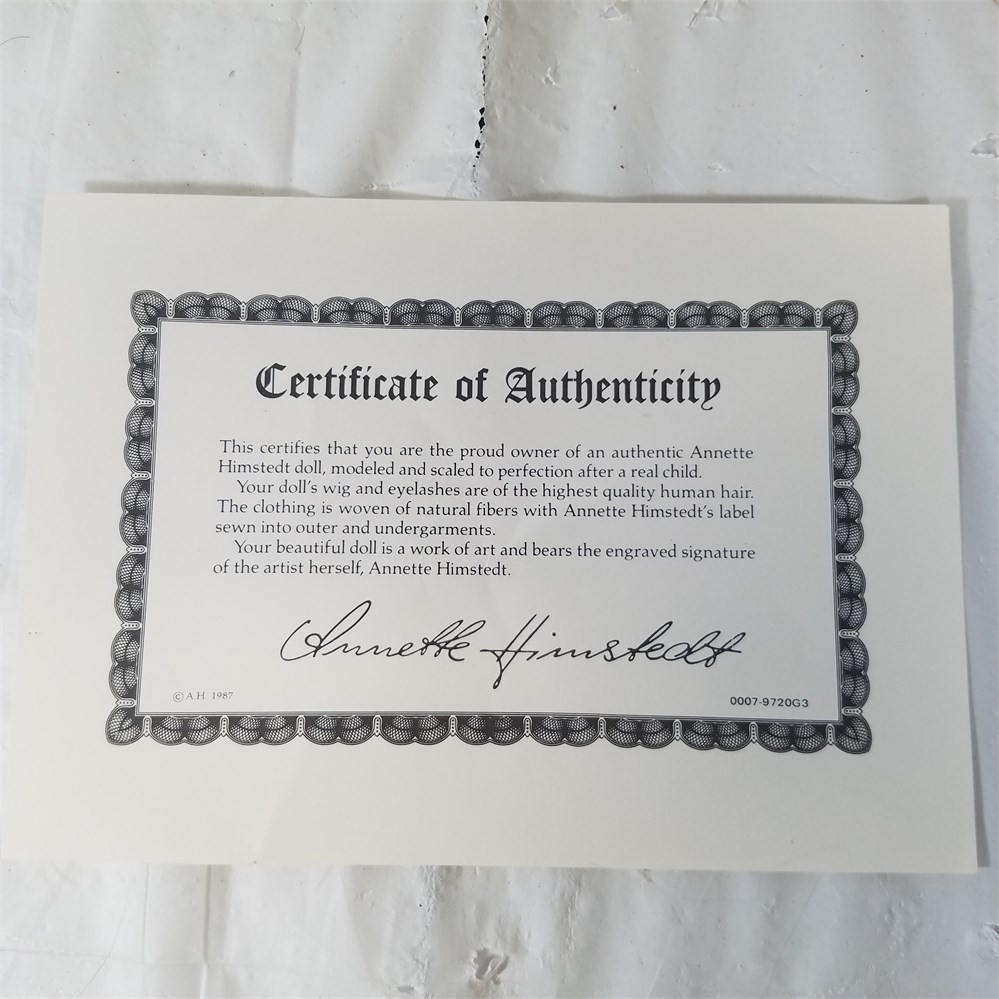 Certificate of Authenticity
This certifies that you are the proud owner of an authentic Annette
Himstedt doll, modeled and scaled to perfection after a real child.
Your doll's wig and eyelashes are of the highest quality human hair.
The clothing is woven of natural fibers with Annette Himstedt's label
sewn into outer and undergarments.
Your beautiful doll is a work of art and bears the engraved signature
of the artist herself, Annette Himstedt.
Annette Himstedt
© A.H. 1987
0007-9720G3